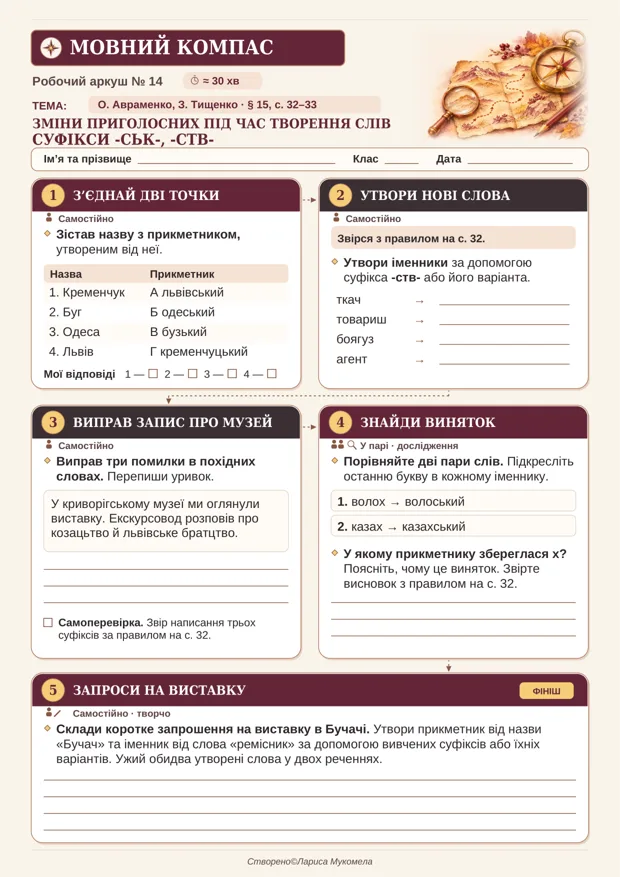 МОВНИЙ КОМПАС
Робочий аркуш № 14
≈ 30 хв
ТЕМА:
О. Авраменко, З. Тищенко · § 15, с. 32–33
ЗМІНИ ПРИГОЛОСНИХ ПІД ЧАС ТВОРЕННЯ СЛІВ
СУФІКСИ -СЬК-, -СТВ-
Ім’я та прізвище
Клас
Дата
1
З’ЄДНАЙ ДВІ ТОЧКИ
Самостійно
Зістав назву з прикметником,
утвореним від неї.
Назва Прикметник
1. Кременчук А львівський
2. Буг Б одеський
3. Одеса В бузький
4. Львів Г кременчуцький
Мої відповіді 1 — □ 2 — □ 3 — □ 4 — □
2
УТВОРИ НОВІ СЛОВА
Самостійно
Звірся з правилом на с. 32.
Утвори іменники за допомогою
суфікса -ств- або його варіанта.
ткач →
товариш →
боягуз →
агент →
3
ВИПРАВ ЗАПИС ПРО МУЗЕЙ
Самостійно
Виправ три помилки в похідних
словах. Перепиши уривок.
У криворігському музеї ми оглянули
виставку. Екскурсовод розповів про
козацьтво й львівське братцтво.
Самоперевірка. Звір написання трьох
суфіксів за правилом на с. 32.
4
ЗНАЙДИ ВИНЯТОК
У парі · дослідження
Порівняйте дві пари слів. Підкресліть
останню букву в кожному іменнику.
1. волох → волоський
2. казах → казахський
У якому прикметнику збереглася х?
Поясніть, чому це виняток. Звірте
висновок з правилом на с. 32.
5
ЗАПРОСИ НА ВИСТАВКУ
ФІНІШ
Самостійно · творчо
Склади коротке запрошення на виставку в Бучачі. Утвори прикметник від назви
«Бучач» та іменник від слова «ремісник» за допомогою вивчених суфіксів або їхніх
варіантів. Ужий обидва утворені слова у двох реченнях.
Створено©Лариса Мукомела